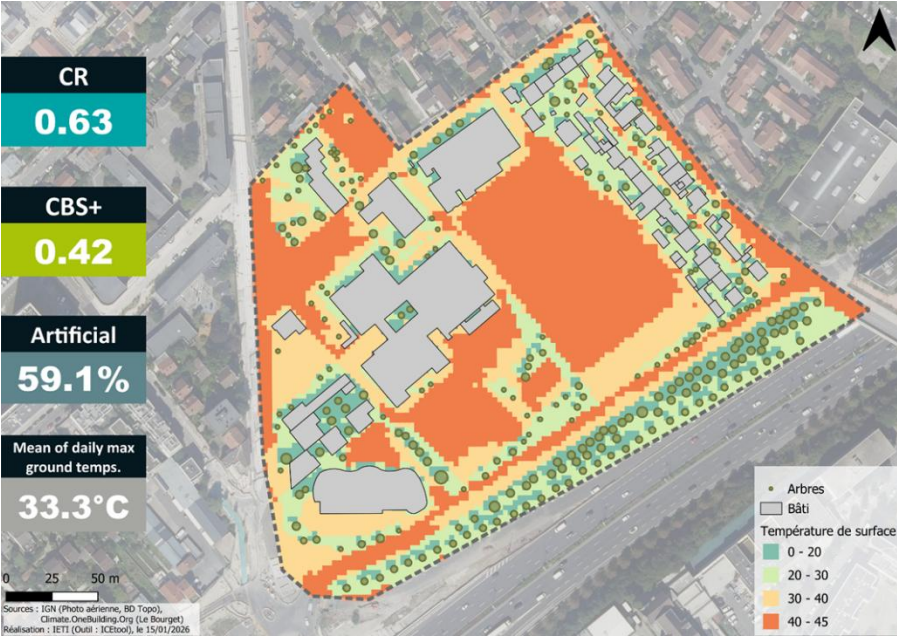 CR
0.63
CBS+
0.42
Artificial
59.1%
Mean of daily max
ground temps.
33.3°C
0 25 50 m
Sources : IGN (Photo aérienne, BD Topo),
Climate.OneBuilding.Org (Le Bourget)
Réalisation : IETI (Outil : ICEtool), le 15/01/2026
Arbres
Bâti
Température de surface
0 - 20
20 - 30
30 - 40
40 - 45